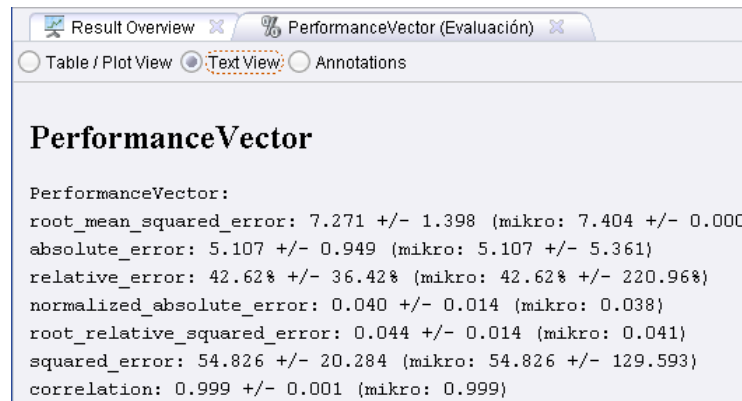 Result Overview PerformanceVector (Evaluación)
Table / Plot View Text View Annotations
PerformanceVector
PerformanceVector:
root_mean_squared_error: 7.271 +/- 1.398 (mikro: 7.404 +/- 0.000
absolute_error: 5.107 +/- 0.949 (mikro: 5.107 +/- 5.361)
relative_error: 42.62% +/- 36.42% (mikro: 42.62% +/- 220.96%)
normalized_absolute_error: 0.040 +/- 0.014 (mikro: 0.038)
root_relative_squared_error: 0.044 +/- 0.014 (mikro: 0.041)
squared_error: 54.826 +/- 20.284 (mikro: 54.826 +/- 129.593)
correlation: 0.999 +/- 0.001 (mikro: 0.999)